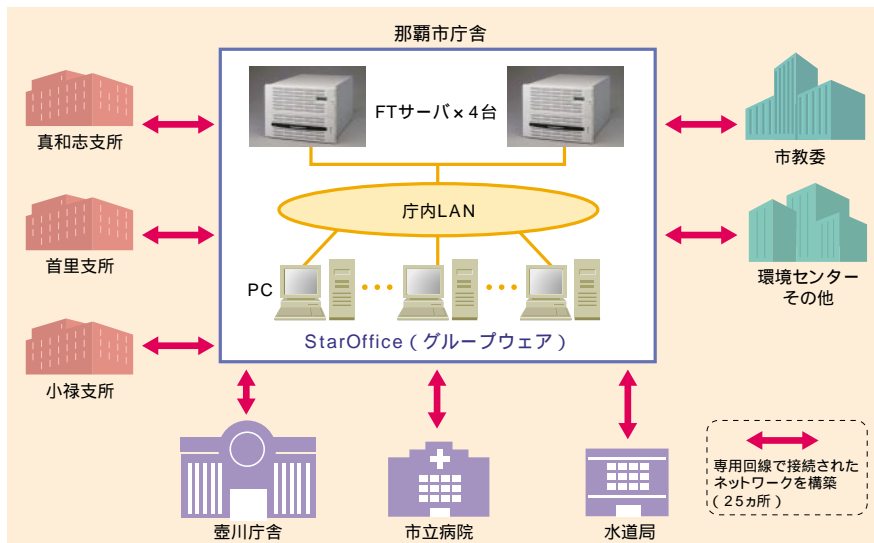 那覇市庁舎
FTサーバ×4台
真和志支所
市教委
庁内LAN
首里支所
環境センター
その他
PC
StarOffice（グループウェア）
小禄支所
専用回線で接続された
ネットワークを構築
（25ヵ所）
壺川庁舎
市立病院
水道局